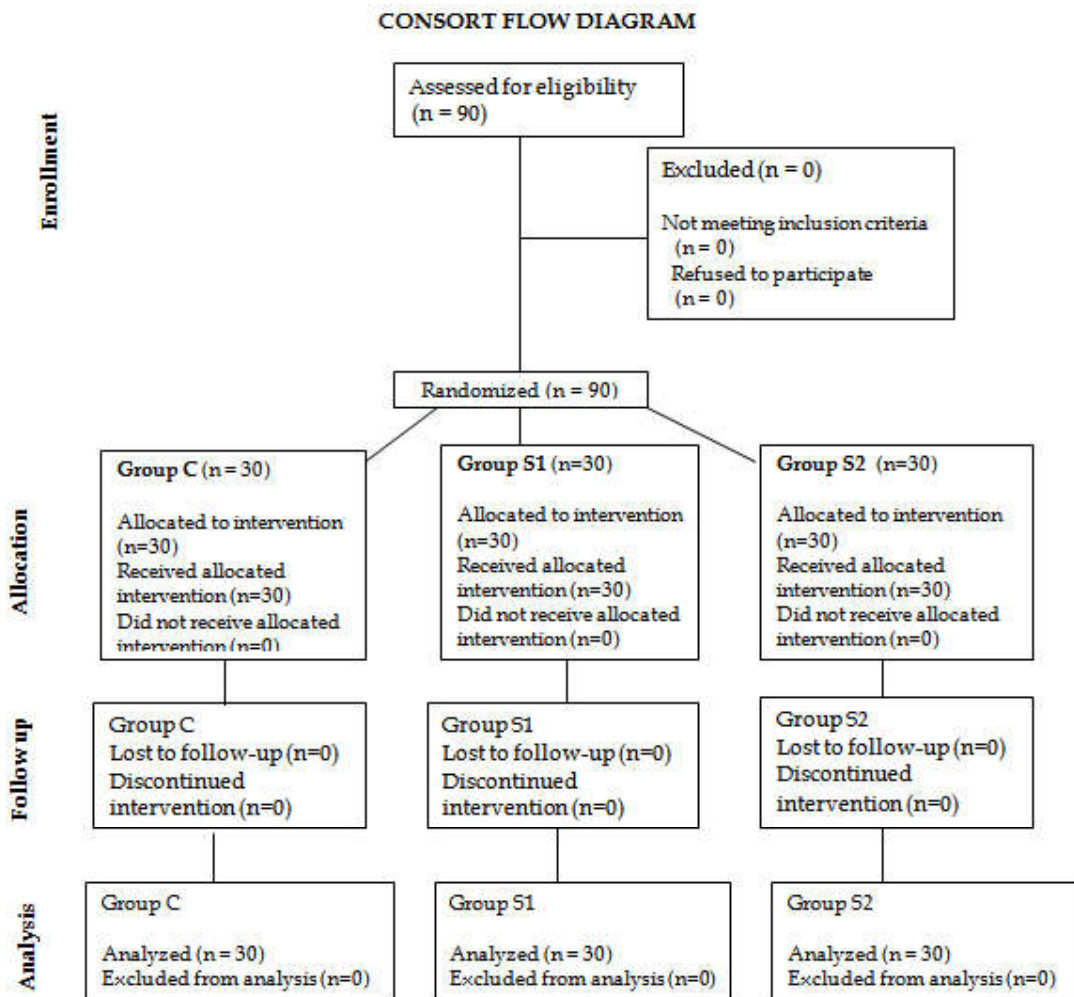 CONSORT FLOW DIAGRAM
Enrollment
Assessed for eligibility
(n = 90)
Excluded (n = 0)
Not meeting inclusion criteria
(n = 0)
Refused to participate
(n = 0)
Randomized (n = 90)
Allocation
Group C (n = 30)
Allocated to intervention
(n=30)
Received allocated
intervention (n=30)
Did not receive allocated
intervention (n=0)
Group S1 (n=30)
Allocated to intervention
(n=30)
Received allocated
intervention (n=30)
Did not receive allocated
intervention (n=0)
Group S2 (n=30)
Allocated to intervention
(n=30)
Received allocated
intervention (n=30)
Did not receive allocated
intervention (n=0)
Follow up
Group C
Lost to follow-up (n=0)
Discontinued
intervention (n=0)
Group S1
Lost to follow-up (n=0)
Discontinued
intervention (n=0)
Group S2
Lost to follow-up (n=0)
Discontinued
intervention (n=0)
Analysis
Group C
Analyzed (n = 30)
Excluded from analysis (n=0)
Group S1
Analyzed (n = 30)
Excluded from analysis (n=0)
Group S2
Analyzed (n = 30)
Excluded from analysis (n=0)